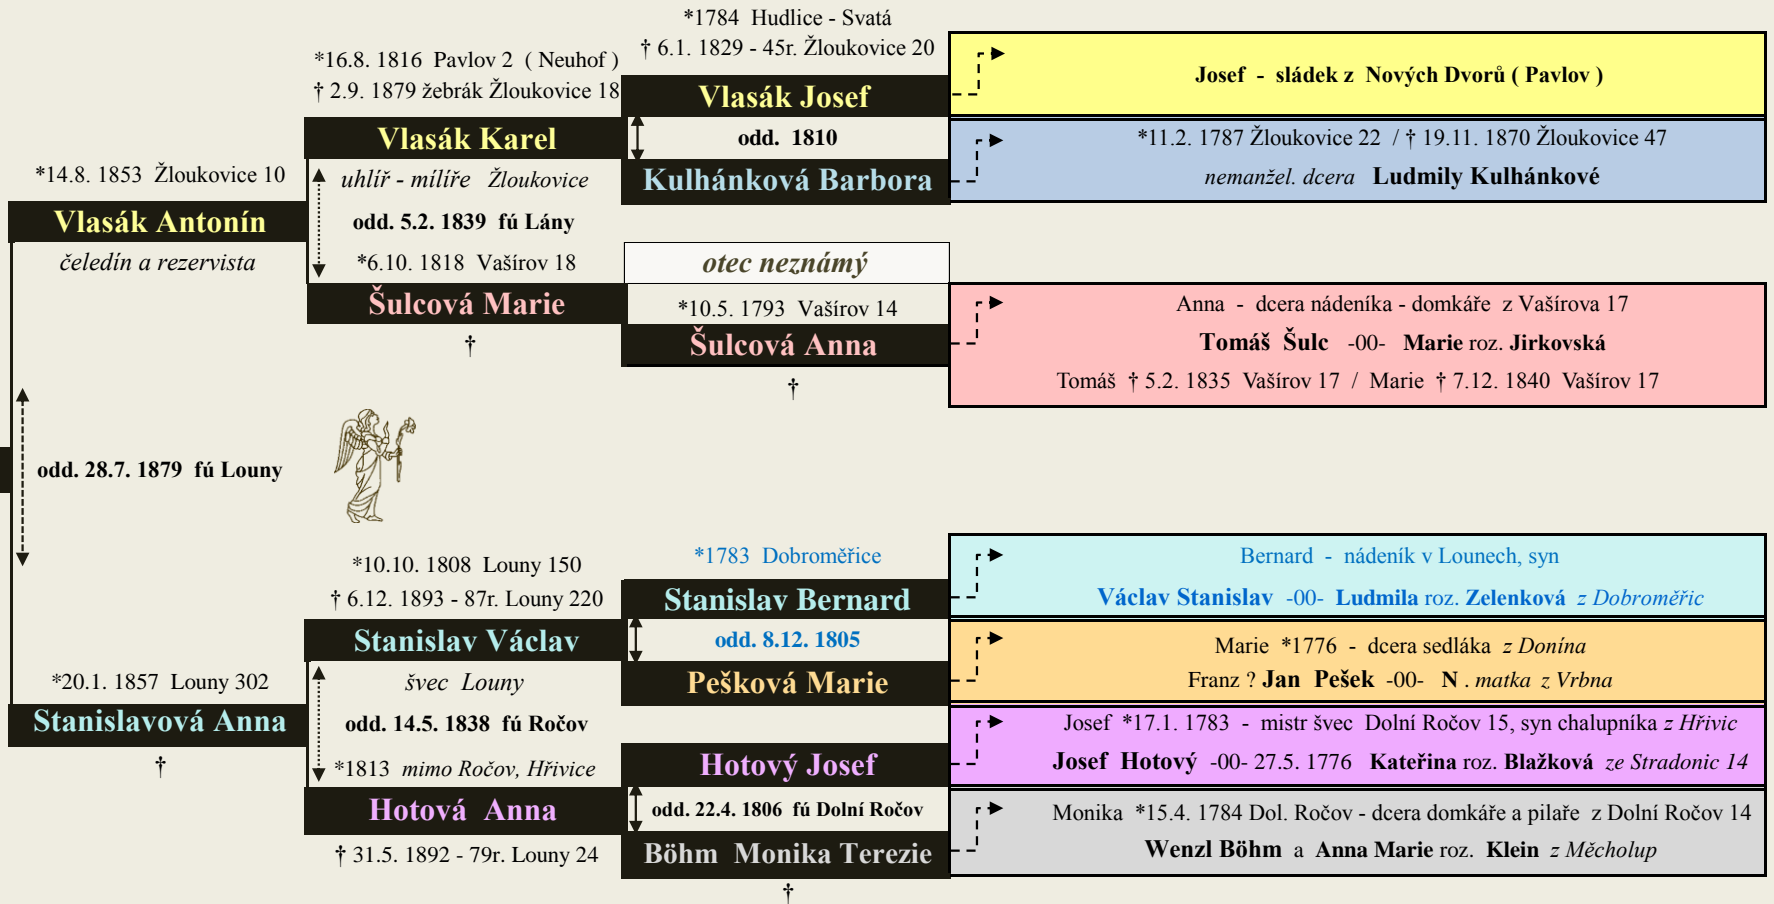 *14.8. 1853 Žloukovice 10
Vlasák Antonín
čeledín a rezervista
odd. 28.7. 1879 fú Louny
*20.1. 1857 Louny 302
Stanislavová Anna
†
*16.8. 1816 Pavlov 2 ( Neuhof )
† 2.9. 1879 žebrák Žloukovice 18
Vlasák Karel
uhlíř - mílíře Žloukovice
odd. 5.2. 1839 fú Lány
*6.10. 1818 Vašírov 18
Šulcová Marie
†
*10.10. 1808 Louny 150
† 6.12. 1893 - 87r. Louny 220
Stanislav Václav
švec Louny
odd. 14.5. 1838 fú Ročov
*1813 mimo Ročov, Hřivice
Hotová Anna
† 31.5. 1892 - 79r. Louny 24
*1784 Hudlice - Svatá
† 6.1. 1829 - 45r. Žloukovice 20
Vlasák Josef
odd. 1810
Kulhánková Barbora
otec neznámý
*10.5. 1793 Vašírov 14
Šulcová Anna
†
*1783 Dobroměřice
Stanislav Bernard
odd. 8.12. 1805
Pešková Marie
Hotový Josef
odd. 22.4. 1806 fú Dolní Ročov
Böhm Monika Terezie
†
Josef - sládek z Nových Dvorů ( Pavlov )
*11.2. 1787 Žloukovice 22 / † 19.11. 1870 Žloukovice 47
nemanžel. dcera Ludmily Kulhánkové
Anna - dcera nádeníka - domkáře z Vašírova 17
Tomáš Šulc -00- Marie roz. Jirkovská
Tomáš † 5.2. 1835 Vašírov 17 / Marie † 7.12. 1840 Vašírov 17
Bernard - nádeník v Lounech, syn
Václav Stanislav -00- Ludmila roz. Zelenková z Dobroměřic
Marie *1776 - dcera sedláka z Donína
Franz ? Jan Pešek -00- N . matka z Vrbna
Josef *17.1. 1783 - mistr švec Dolní Ročov 15, syn chalupníka z Hřivic
Josef Hotový -00- 27.5. 1776 Kateřina roz. Blažková ze Stradonic 14
Monika *15.4. 1784 Dol. Ročov - dcera domkáře a pilaře z Dolní Ročov 14
Wenzl Böhm a Anna Marie roz. Klein z Měcholup